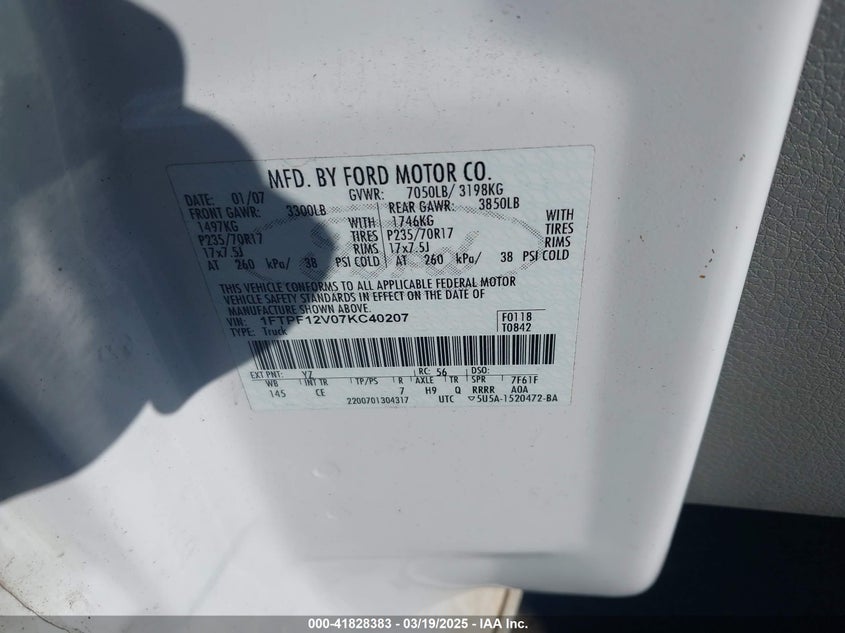 MFD. BY FORD MOTOR CO.
DATE: 01/07 GVWR: 7050LB/ 3198KG
FRONT GAWR: 3300LB REAR GAWR: 3850LB
1497KG WITH 1746KG WITH
P235/70R17 TIRES P235/70R17 TIRES
17x7.5J RIMS 17x7.5J RIMS
AT 260 kPa/ 38 PSI COLD AT 260 kPa/ 38 PSI COLD
Ford
THIS VEHICLE CONFORMS TO ALL APPLICABLE FEDERAL MOTOR
VEHICLE SAFETY STANDARDS IN EFFECT ON THE DATE OF
MANUFACTURE SHOWN ABOVE.
VIN: 1FTPF12V07KC40207 F0118
TYPE: Truck T0842
EXT PNT: YZ RC: 56 DSO:
WB INT TR TP/PS R AXLE TR SPR 7F61F
145 CE 7 H9 Q RRRR AOA
2200701304317 UTC ▽5U5A-1520472-BA
000-41828383 - 03/19/2025 - IAA Inc.